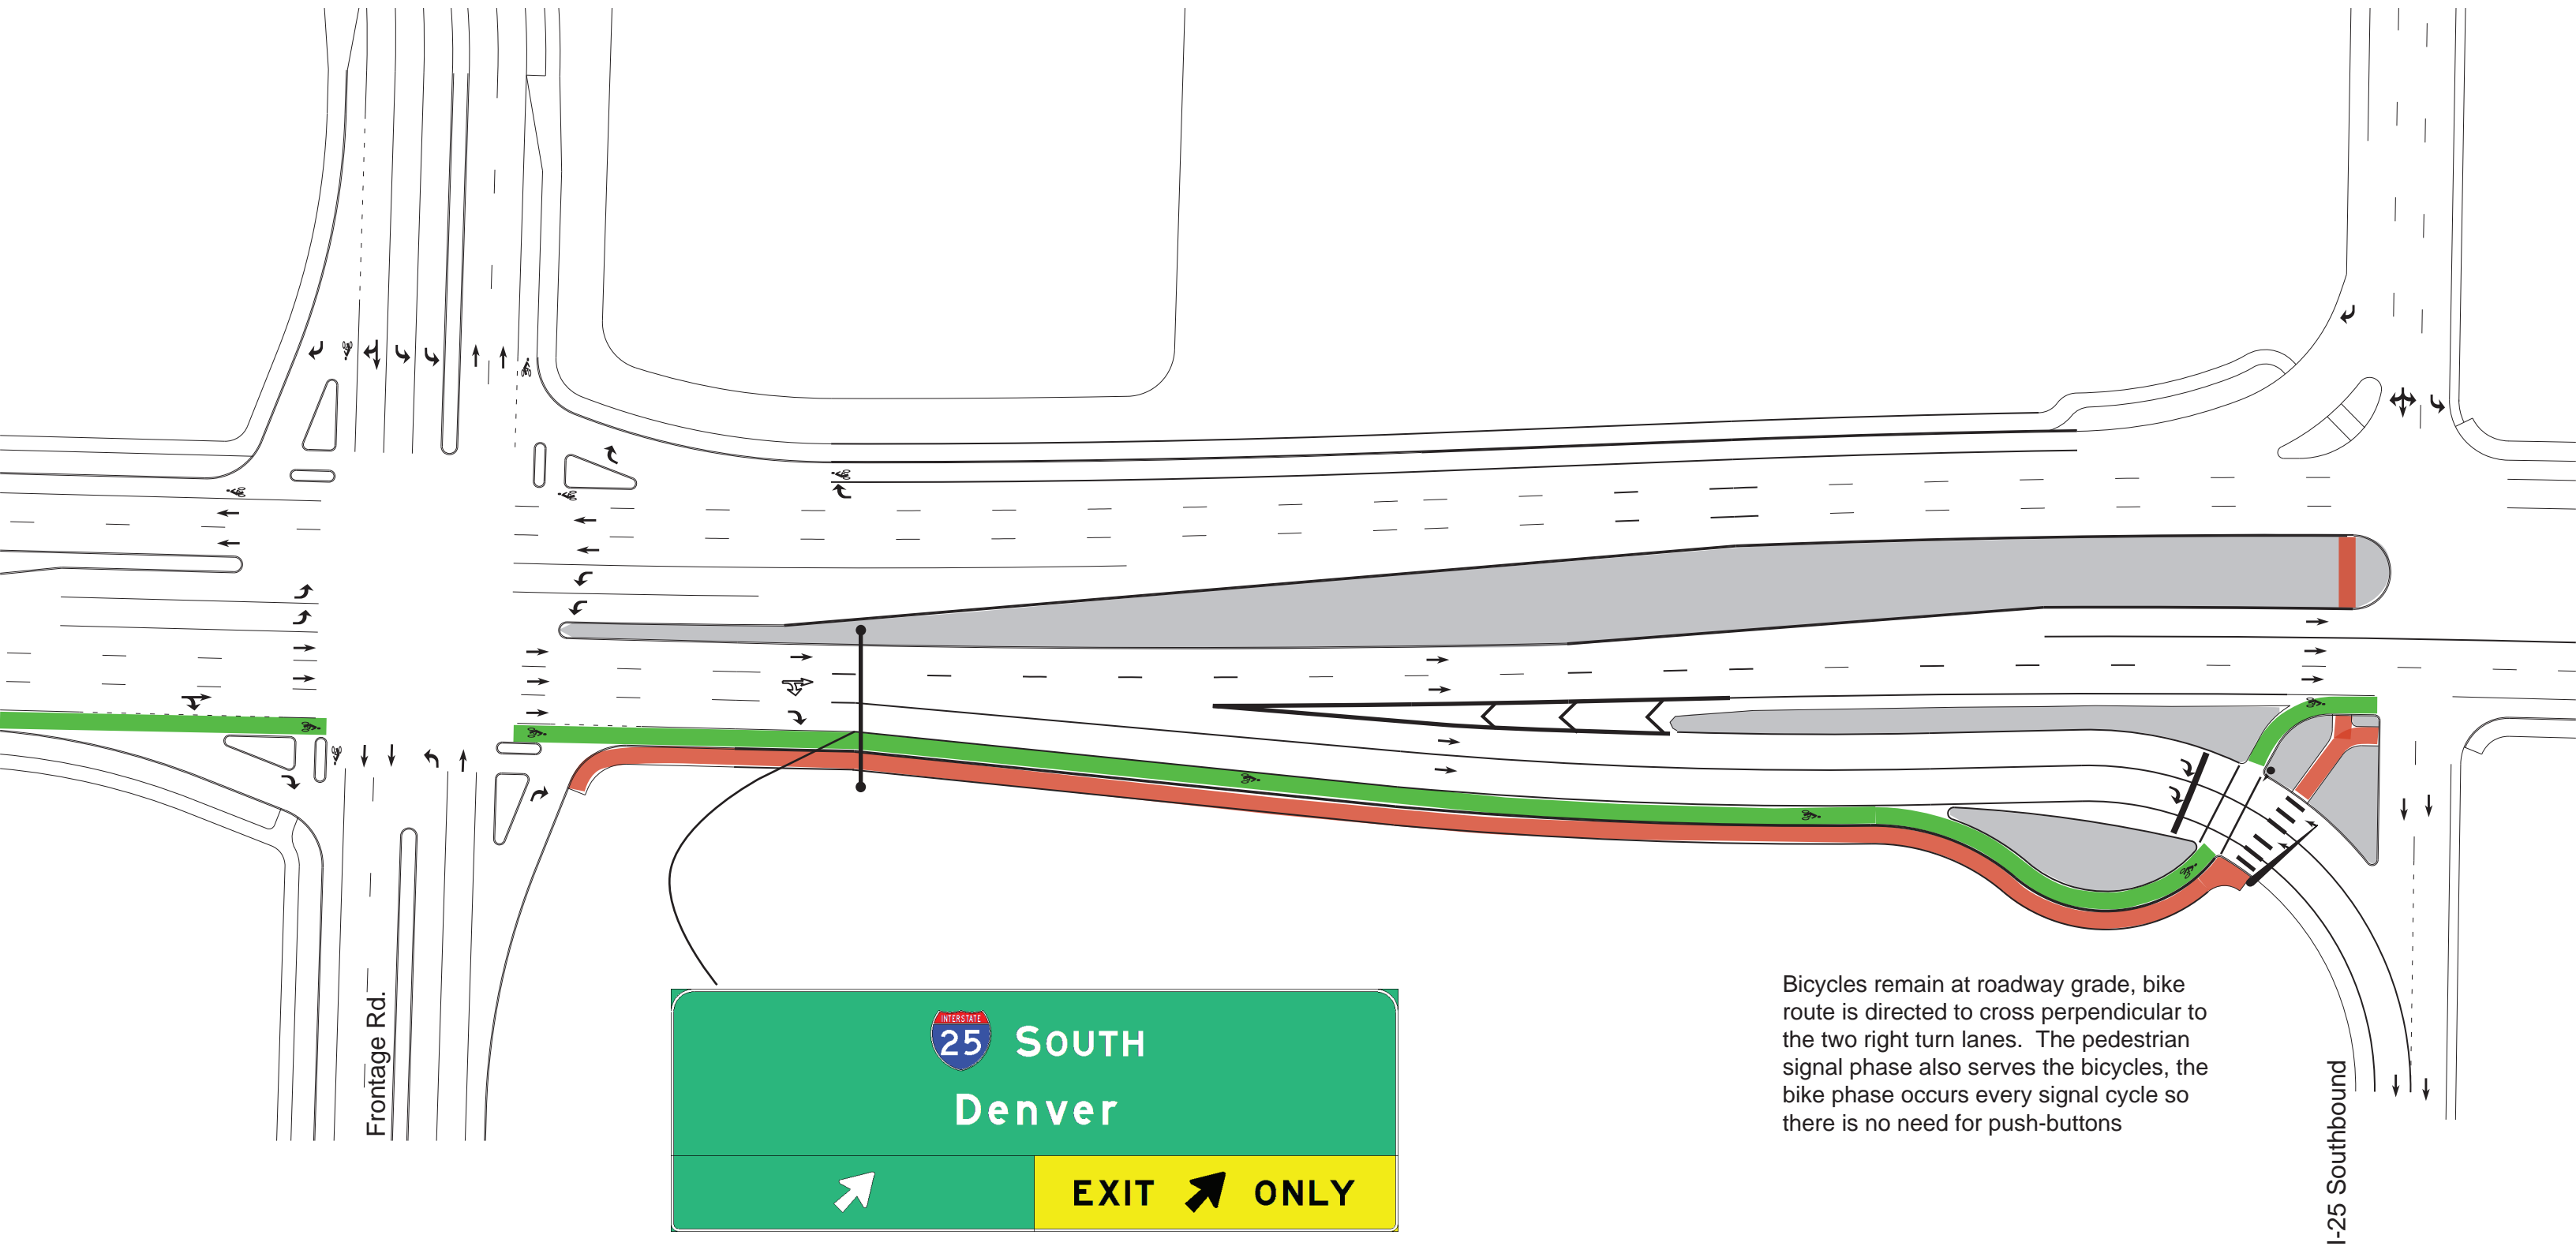 Frontage Rd.
INTERSTATE
25 SOUTH
Denver
EXIT ONLY
Bicycles remain at roadway grade, bike
route is directed to cross perpendicular to
the two right turn lanes.  The pedestrian
signal phase also serves the bicycles, the
bike phase occurs every signal cycle so
there is no need for push-buttons
I-25 Southbound